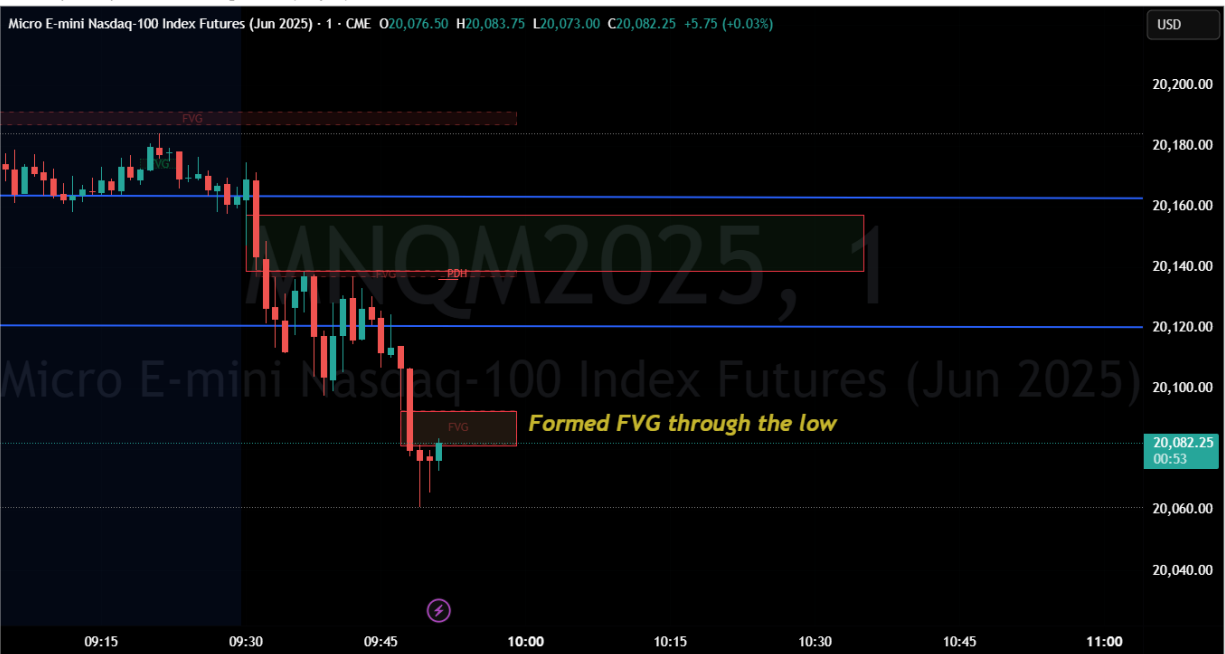 Micro E-mini Nasdaq-100 Index Futures (Jun 2025) · 1 · CME O20,076.50 H20,083.75 L20,073.00 C20,082.25 +5.75 (+0.03%)
USD
20,200.00
FVG
20,180.00
FVG
20,160.00
MNQM2025, 1
FVG
PDH
20,140.00
20,120.00
Micro E-mini Nasdaq-100 Index Futures (Jun 2025)
20,100.00
FVG
Formed FVG through the low
20,082.25
00:53
20,060.00
20,040.00
09:15 09:30 09:45 10:00 10:15 10:30 10:45 11:00